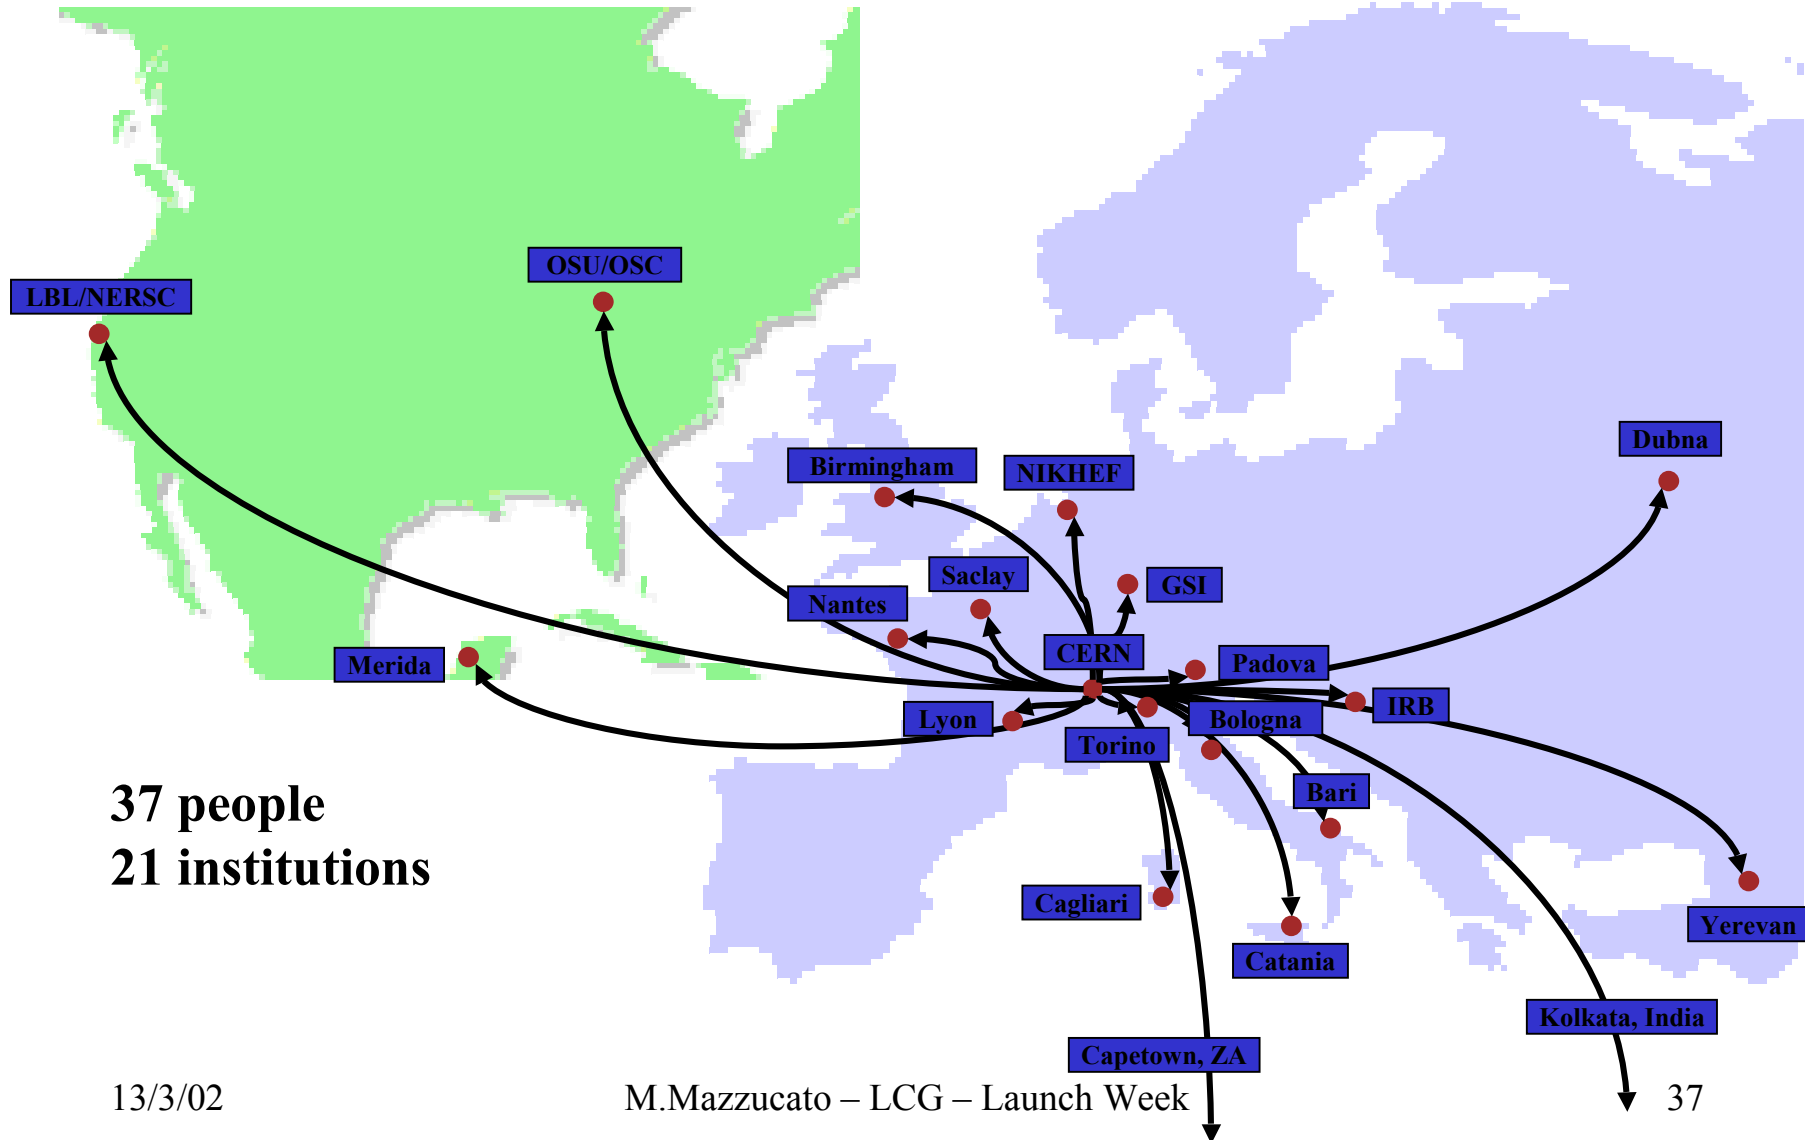 OSU/OSC
LBL/NERSC
Dubna
Birmingham
NIKHEF
Saclay
GSI
Nantes
CERN
Padova
Merida
IRB
Lyon
Bologna
Torino
Bari
37 people
21 institutions
Cagliari
Yerevan
Catania
Kolkata, India
Capetown, ZA
13/3/02
M.Mazzucato – LCG – Launch Week
37